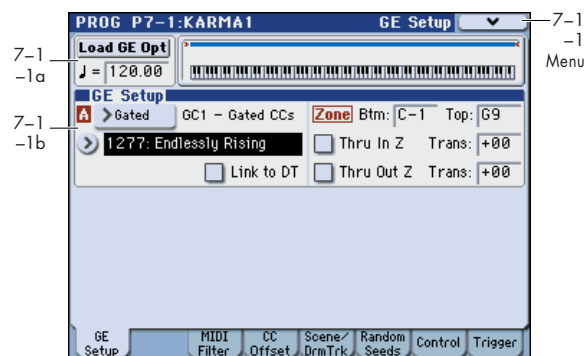 PROG P7-1:KARMA1 GE Setup
7–1
–1
Menu
Load GE Opt
7–1
–1a
♩= 120.00
GE Setup
7–1
–1b
A >Gated GC1 - Gated CCs Zone Btm: C-1 Top: G9
> 1277: Endlessly Rising Thru In Z Trans: +00
Link to DT Thru Out Z Trans: +00
GE Setup
MIDI Filter
CC Offset
Scene/ DrmTrk
Random Seeds
Control
Trigger